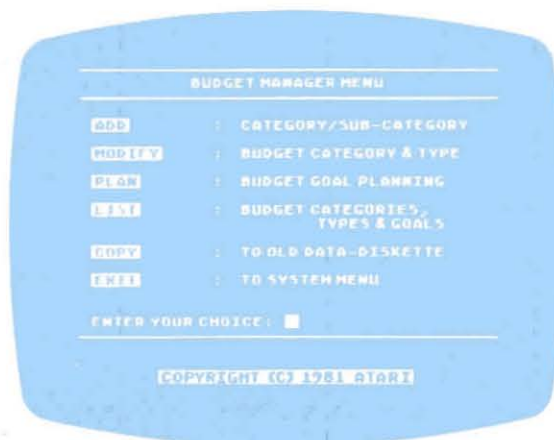 BUDGET MANAGER MENU
ADD : CATEGORY/SUB-CATEGORY
MODIFY : BUDGET CATEGORY & TYPE
PLAN : BUDGET GOAL PLANNING
LIST : BUDGET CATEGORIES,
TYPES & GOALS
COPY : TO OLD DATA-DISKETTE
EXIT : TO SYSTEM MENU
ENTER YOUR CHOICE:
COPYRIGHT (C) 1981 ATARI